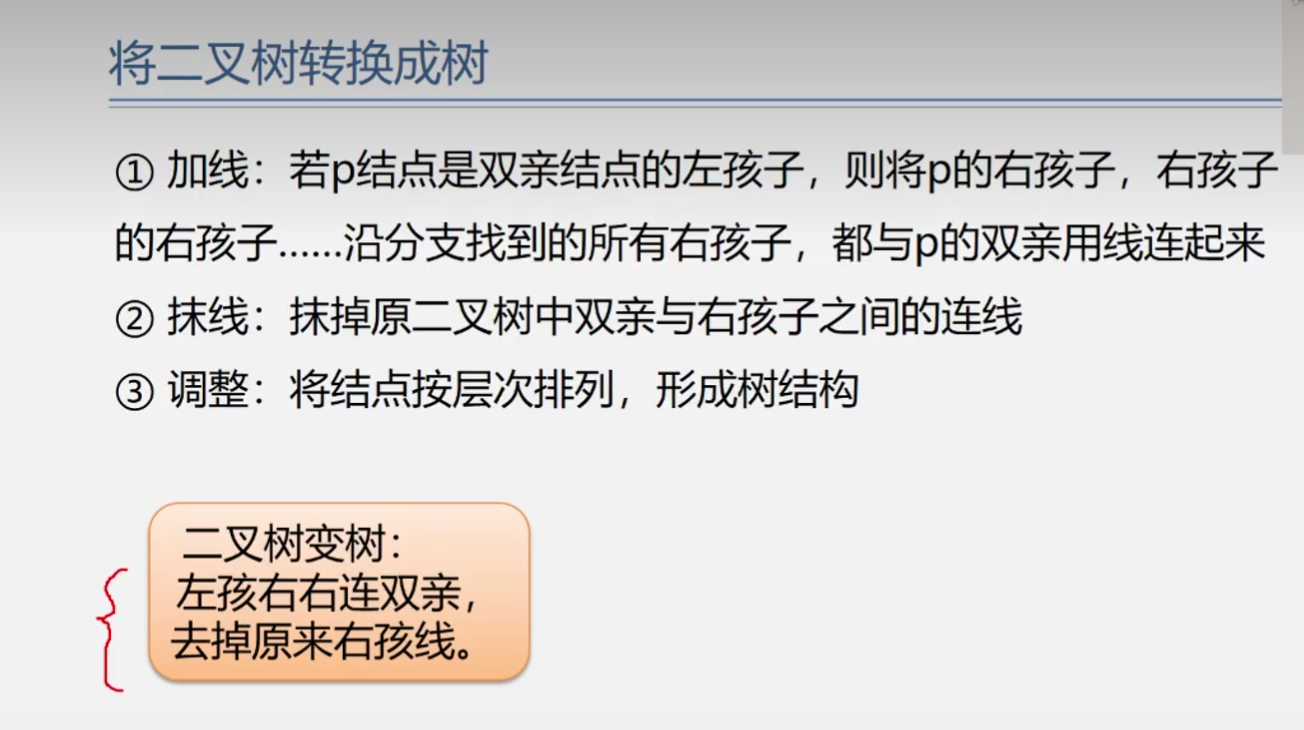 将二叉树转换成树
① 加线：若p结点是双亲结点的左孩子，则将p的右孩子，右孩子
的右孩子……沿分支找到的所有右孩子，都与p的双亲用线连起来
② 抹线：抹掉原二叉树中双亲与右孩子之间的连线
③ 调整：将结点按层次排列，形成树结构
二叉树变树：
左孩右右连双亲，
去掉原来右孩线。